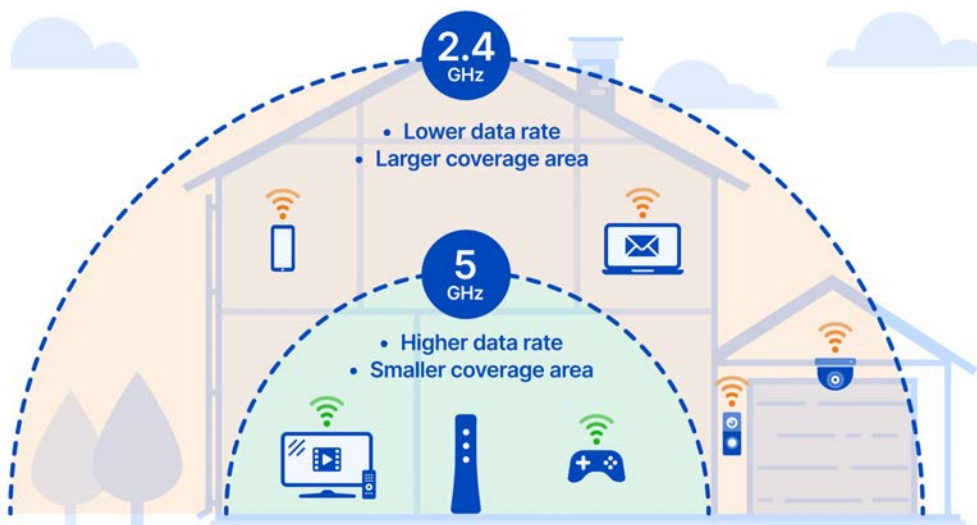 2.4
GHz
• Lower data rate
• Larger coverage area
5
GHz
• Higher data rate
• Smaller coverage area